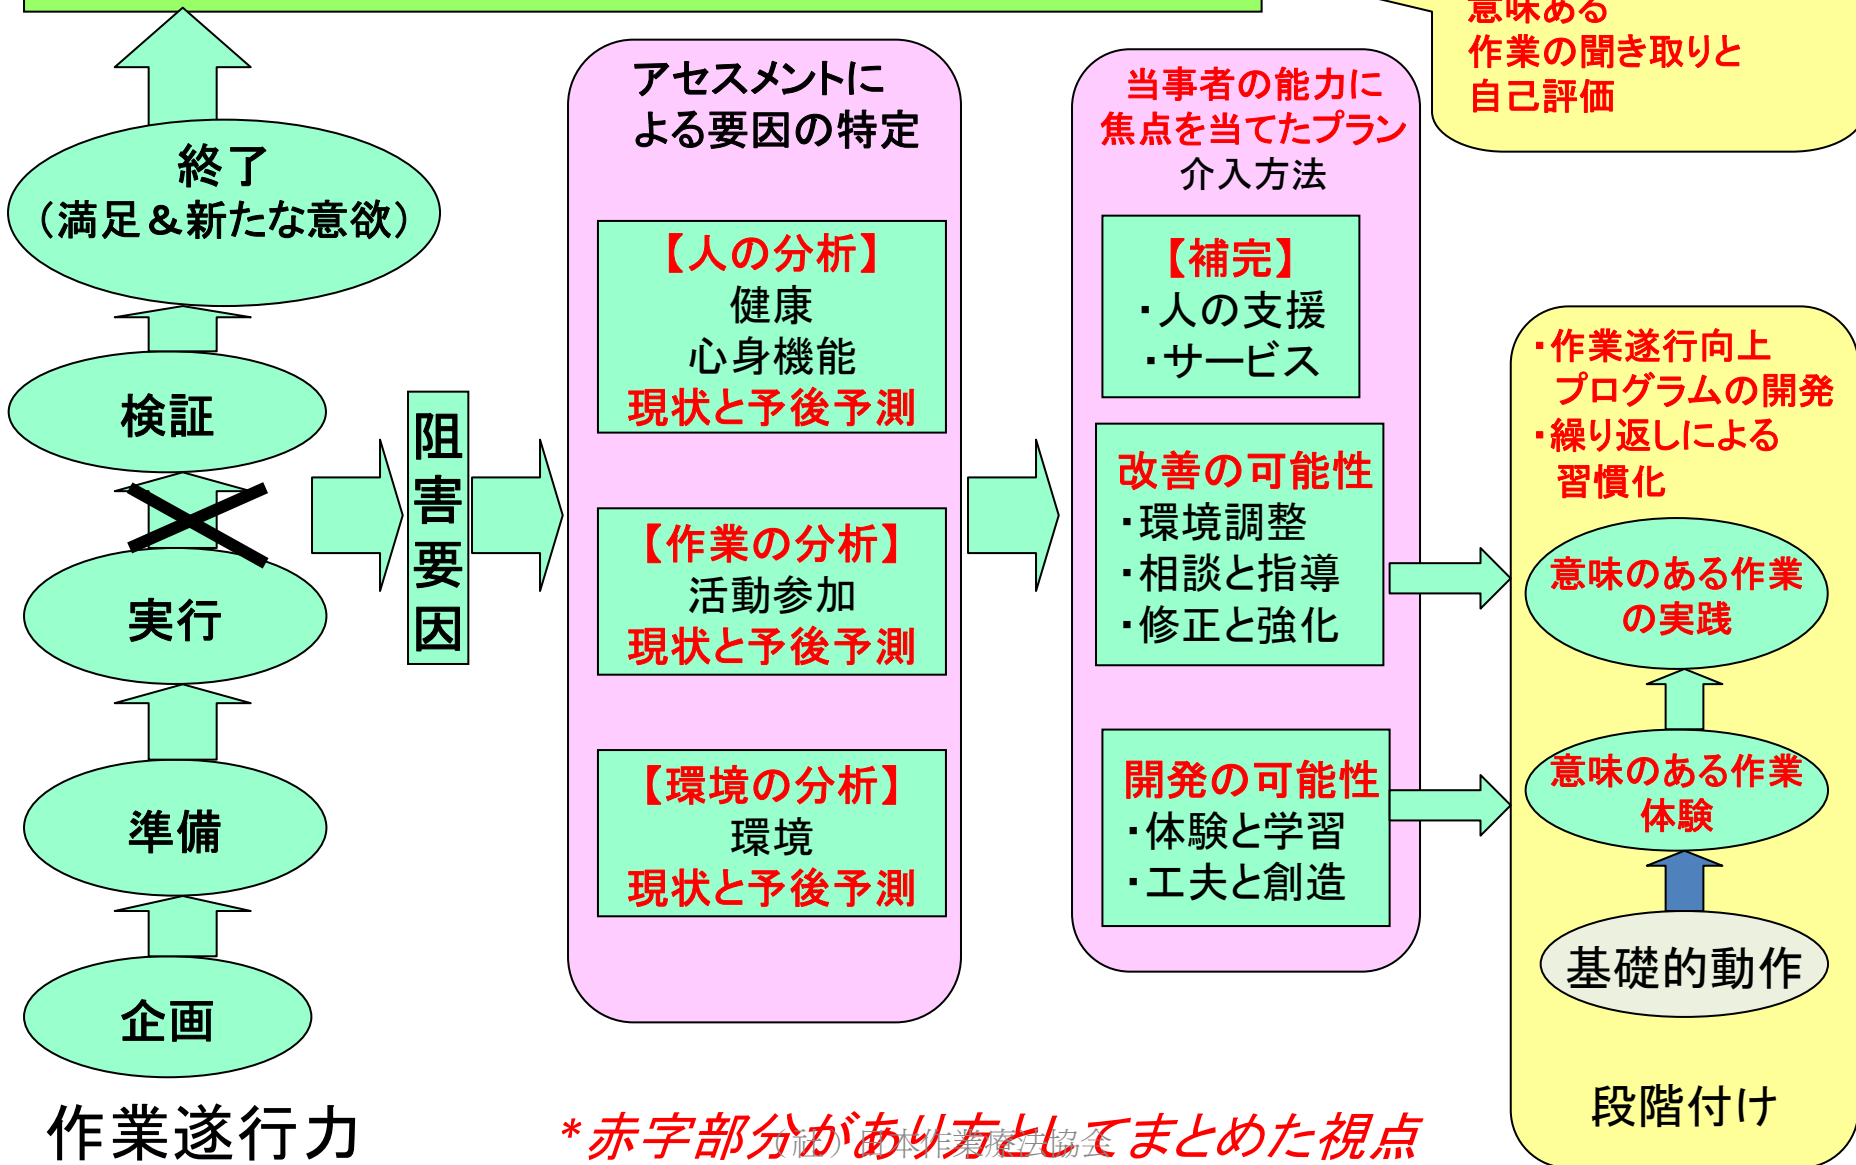 意味ある
作業の聞き取りと
自己評価
終了
（満足＆新たな意欲）
検証
実行
準備
企画
作業遂行力
阻害要因
アセスメントに
よる要因の特定
【人の分析】
健康
心身機能
現状と予後予測
【作業の分析】
活動参加
現状と予後予測
【環境の分析】
環境
現状と予後予測
当事者の能力に
焦点を当てたプラン
介入方法
【補完】
・人の支援
・サービス
改善の可能性
・環境調整
・相談と指導
・修正と強化
開発の可能性
・体験と学習
・工夫と創造
・作業遂行向上
プログラムの開発
・繰り返しによる
習慣化
意味のある作業
の実践
意味のある作業
体験
基礎的動作
段階付け
*赤字部分があり方としてまとめた視点
（社）日本作業療法協会